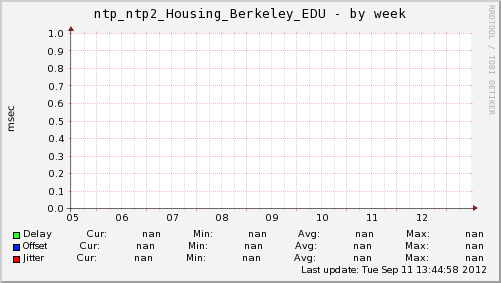 ntp_ntp2_Housing_Berkeley_EDU - by week
RRDTOOL / TOBI OETIKER
msec
1.0
0.9
0.8
0.7
0.6
0.5
0.4
0.3
0.2
0.1
0.0
05 06 07 08 09 10 11 12
Delay Cur: nan Min: nan Avg: nan Max: nan
Offset Cur: nan Min: nan Avg: nan Max: nan
Jitter Cur: nan Min: nan Avg: nan Max: nan
Last update: Tue Sep 11 13:44:58 2012